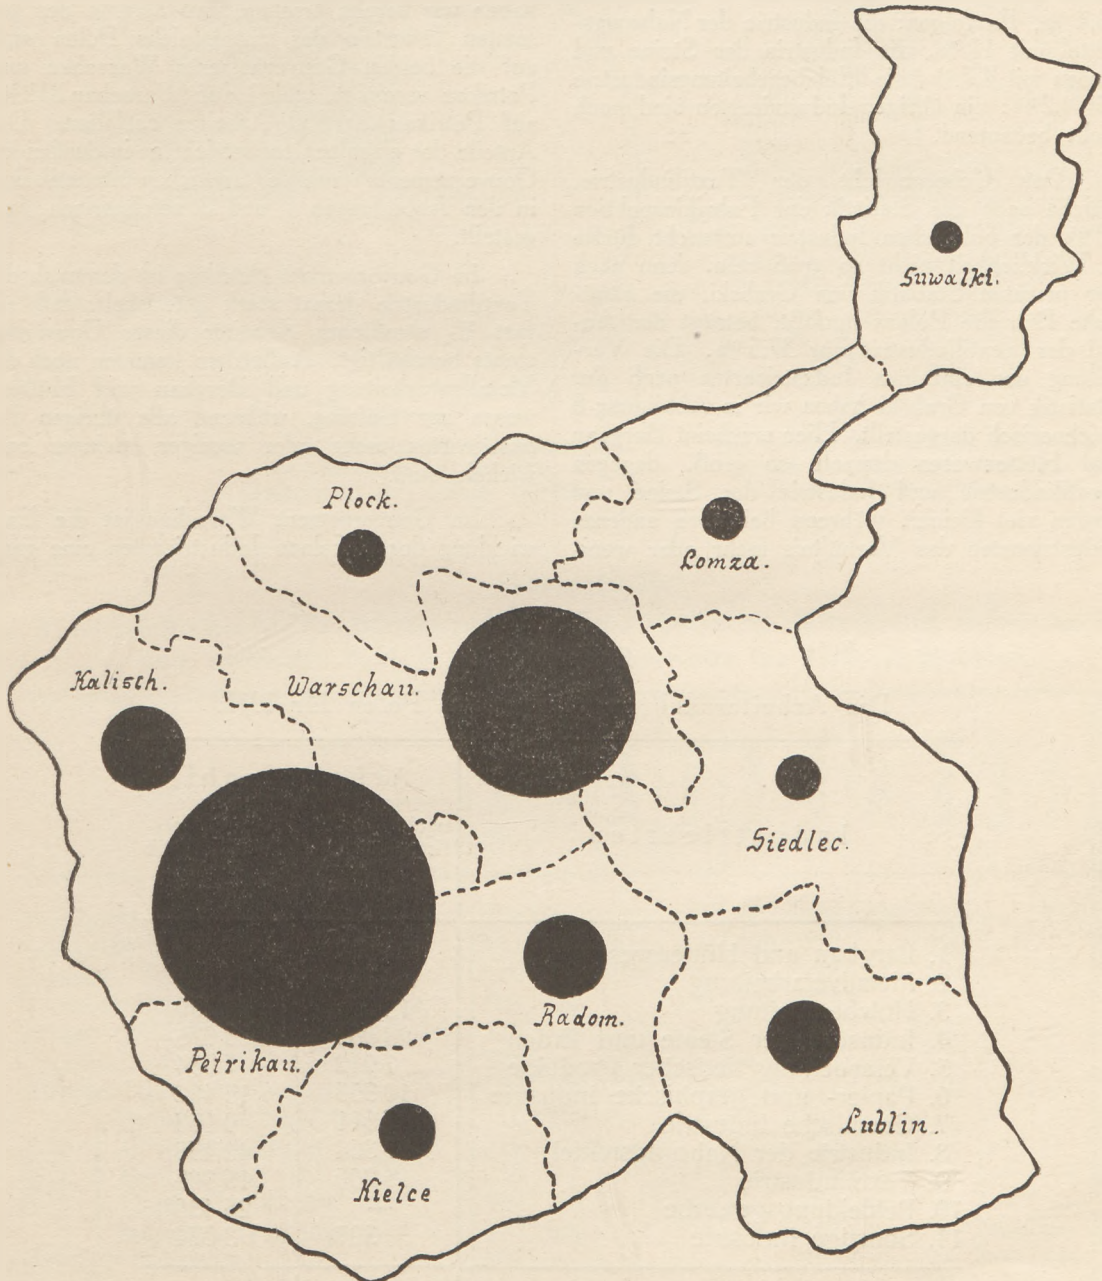 Suwalki.
Plock.
Lomza.
Kalisch.
Warschau.
Siedlec.
Radom.
Petrikau.
Lublin.
Kielce